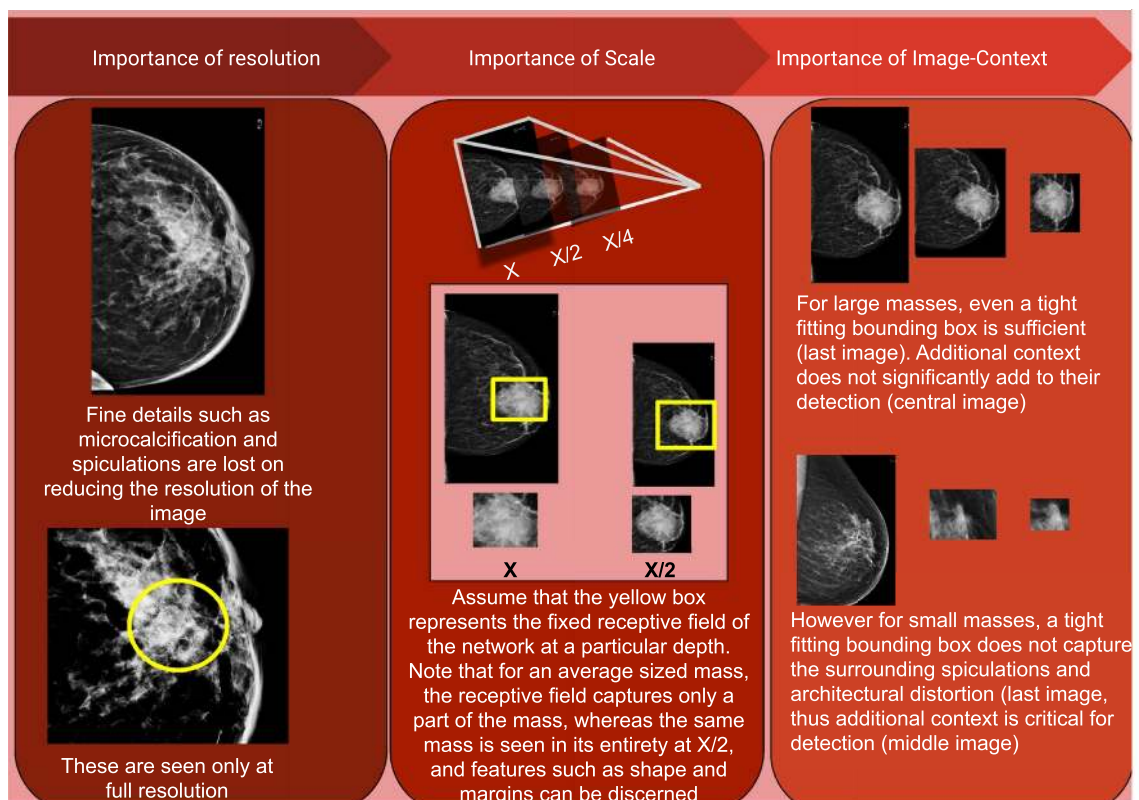 Importance of resolution
Importance of Scale
Importance of Image-Context
Fine details such as
microcalcification and
spiculations are lost on
reducing the resolution of the
image
These are seen only at
full resolution
X
X/2
X/4
X
X/2
Assume that the yellow box
represents the fixed receptive field of
the network at a particular depth.
Note that for an average sized mass,
the receptive field captures only a
part of the mass, whereas the same
mass is seen in its entirety at X/2,
and features such as shape and
margins can be discerned
For large masses, even a tight
fitting bounding box is sufficient
(last image). Additional context
does not significantly add to their
detection (central image)
However for small masses, a tight
fitting bounding box does not capture
the surrounding spiculations and
architectural distortion (last image,
thus additional context is critical for
detection (middle image)